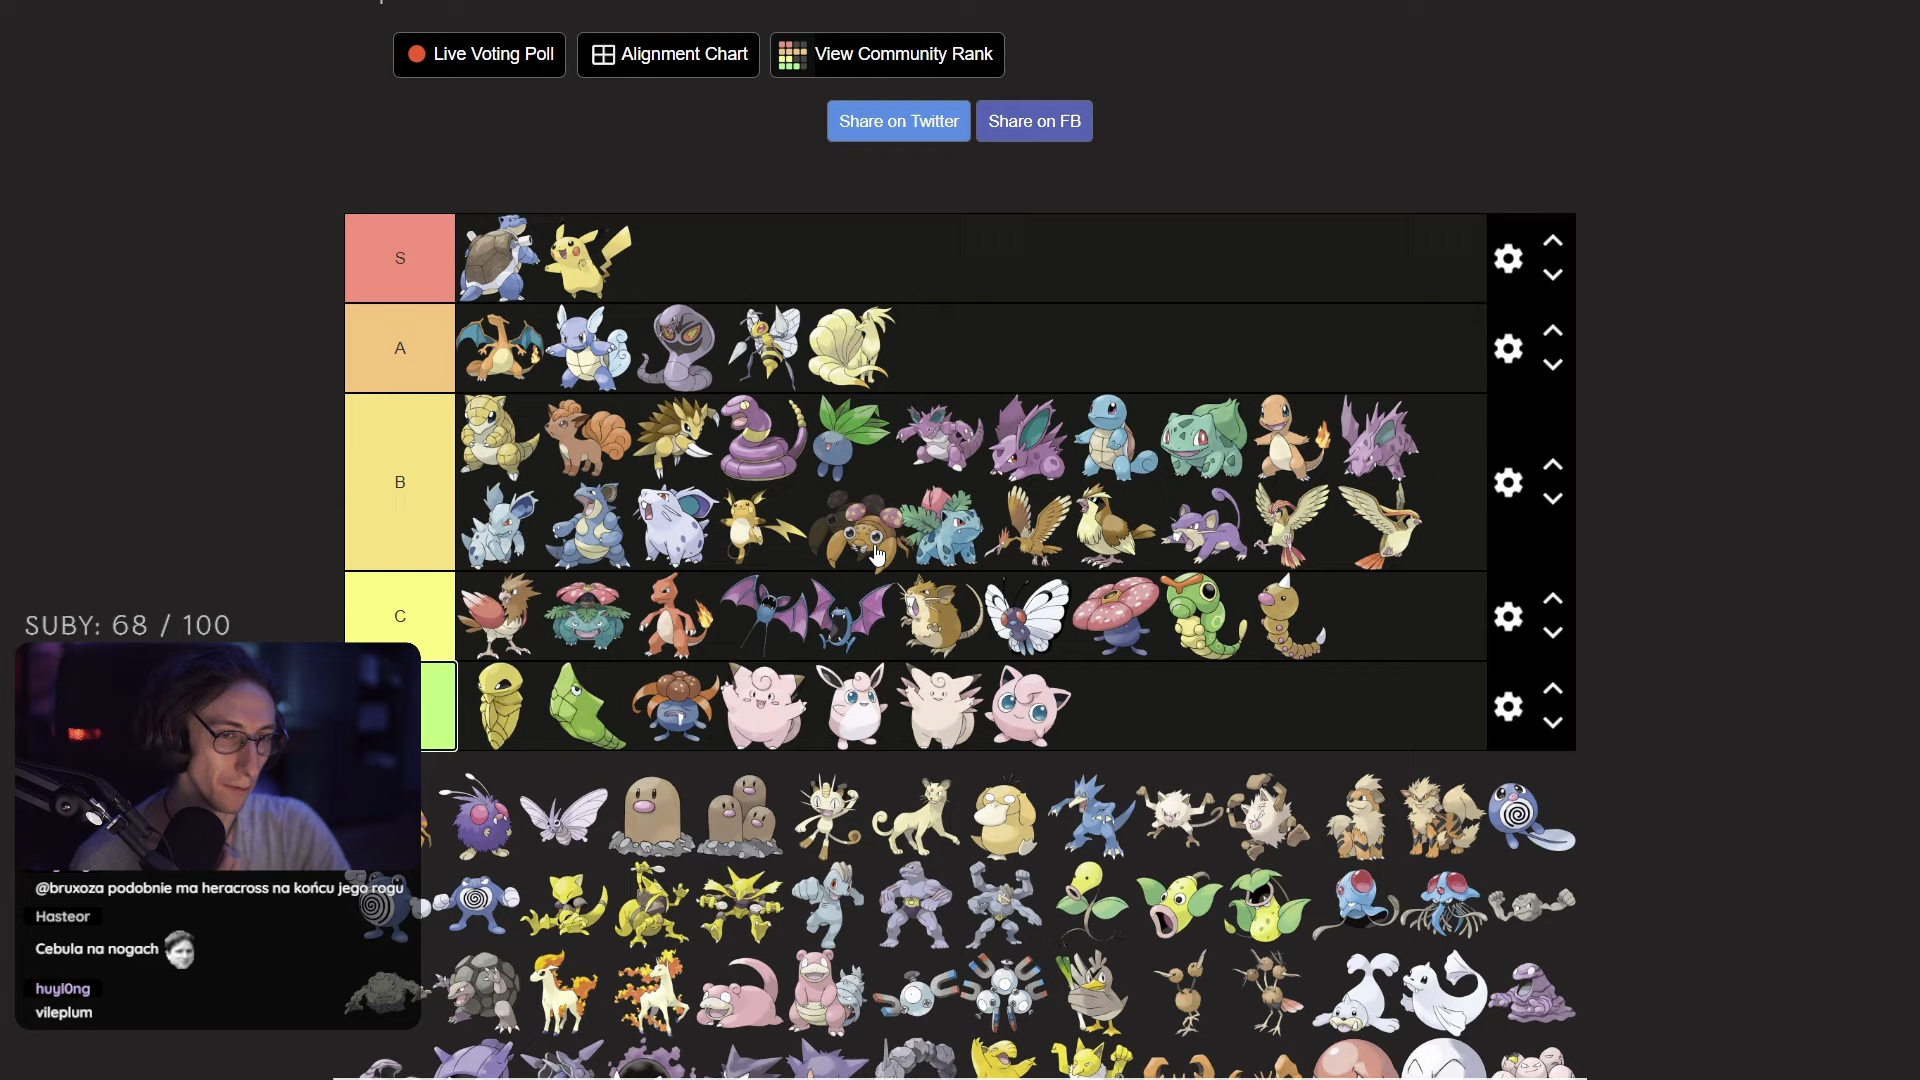 Live Voting Poll
Alignment Chart
View Community Rank
Share on Twitter
Share on FB
S
A
B
C
SUBY: 68 / 100
@bruxoza podobnie ma heracross na końcu jego rogu
Hasteor
Cebula na nogach
huyl0ng
vileplum